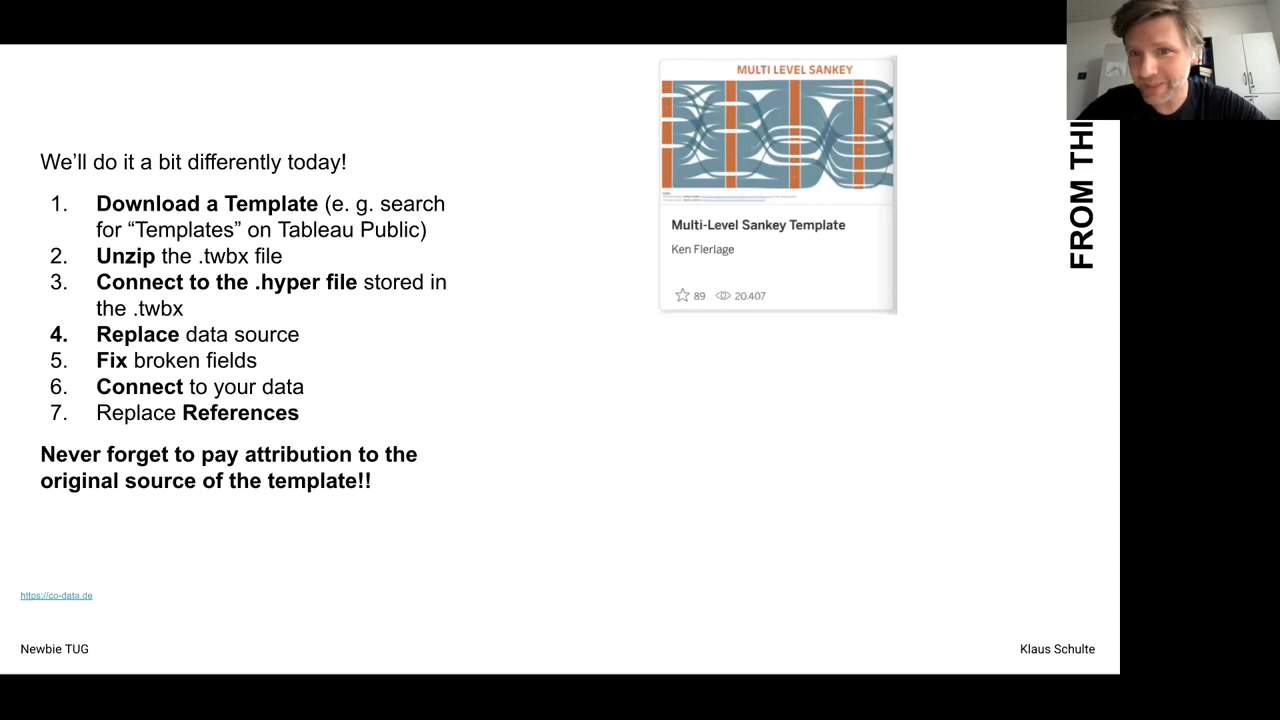 MULTI LEVEL SANKEY
Multi-Level Sankey Template
Ken Flerlage
89 20.407
FROM THI
We’ll do it a bit differently today!
1. Download a Template (e. g. search
for “Templates” on Tableau Public)
2. Unzip the .twbx file
3. Connect to the .hyper file stored in
the .twbx
4. Replace data source
5. Fix broken fields
6. Connect to your data
7. Replace References
Never forget to pay attribution to the
original source of the template!!
https://co-data.de
Newbie TUG
Klaus Schulte